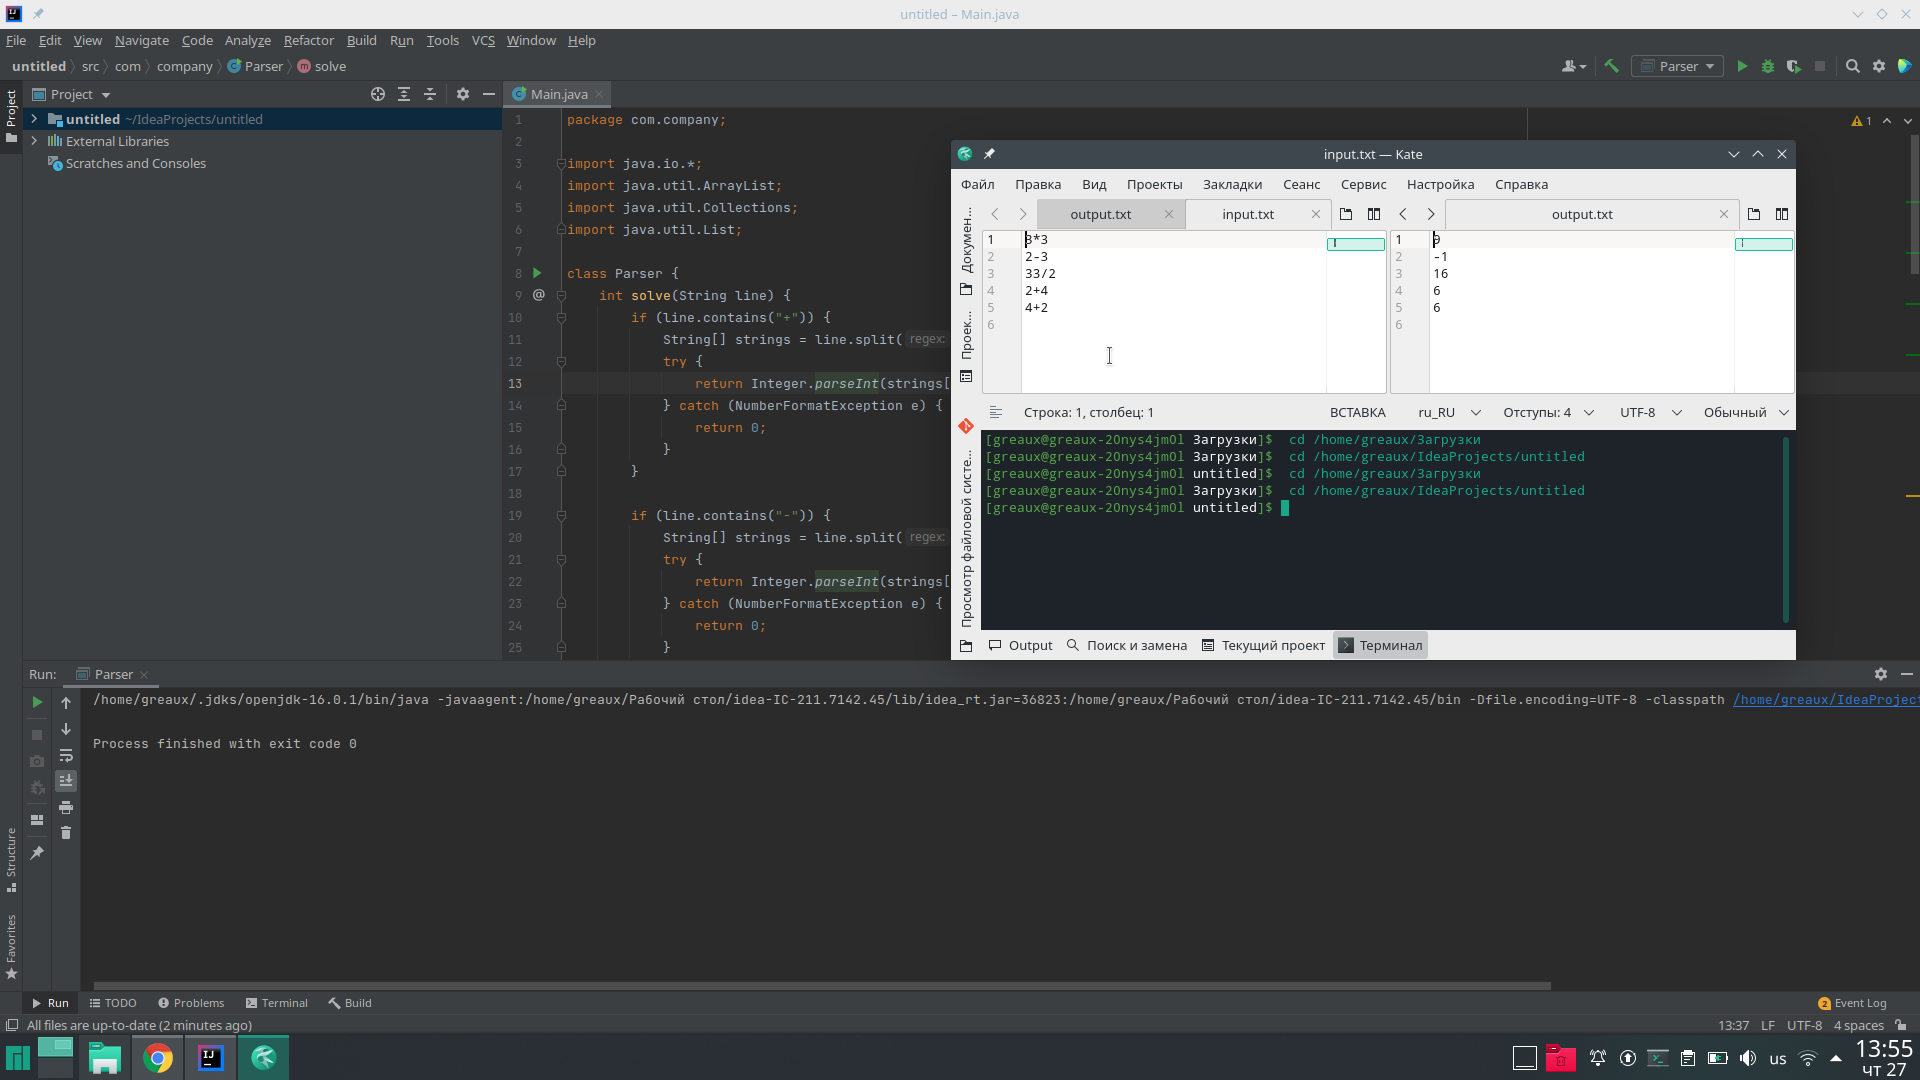 untitled – Main.java
File Edit View Navigate Code Analyze Refactor Build Run Tools VCS Window Help
untitled src com company Parser solve
Parser
Project
Main.java
Project
untitled ~/IdeaProjects/untitled
External Libraries
Scratches and Consoles
1 package com.company;
2
3 import java.io.*;
4 import java.util.ArrayList;
5 import java.util.Collections;
6 import java.util.List;
7
8 class Parser {
9 @ int solve(String line) {
10 if (line.contains("+")) {
11 String[] strings = line.split( regex:
12 try {
13 return Integer.parseInt(strings[
14 } catch (NumberFormatException e) {
15 return 0;
16 }
17 }
18
19 if (line.contains("-")) {
20 String[] strings = line.split( regex:
21 try {
22 return Integer.parseInt(strings[
23 } catch (NumberFormatException e) {
24 return 0;
25 }
1
input.txt — Kate
Файл Правка Вид Проекты Закладки Сеанс Сервис Настройка Справка
output.txt input.txt output.txt
Докумен...
Проек...
Просмотр файловой систе...
1 3*3
2 2-3
3 33/2
4 2+4
5 4+2
6
1 9
2 -1
3 16
4 6
5 6
6
Строка: 1, столбец: 1 ВСТАВКА ru_RU Отступы: 4 UTF-8 Обычный
[greaux@greaux-20nys4jm0l Загрузки]$ cd /home/greaux/Загрузки
[greaux@greaux-20nys4jm0l Загрузки]$ cd /home/greaux/IdeaProjects/untitled
[greaux@greaux-20nys4jm0l untitled]$ cd /home/greaux/Загрузки
[greaux@greaux-20nys4jm0l Загрузки]$ cd /home/greaux/IdeaProjects/untitled
[greaux@greaux-20nys4jm0l untitled]$
Output Поиск и замена Текущий проект Терминал
Run: Parser
/home/greaux/.jdks/openjdk-16.0.1/bin/java -javaagent:/home/greaux/Рабочий стол/idea-IC-211.7142.45/lib/idea_rt.jar=36823:/home/greaux/Рабочий стол/idea-IC-211.7142.45/bin -Dfile.encoding=UTF-8 -classpath /home/greaux/IdeaProjec
Process finished with exit code 0
Structure
Favorites
Run TODO Problems Terminal Build
2 Event Log
All files are up-to-date (2 minutes ago)
13:37 LF UTF-8 4 spaces
IJ
us
13:55
чт 27